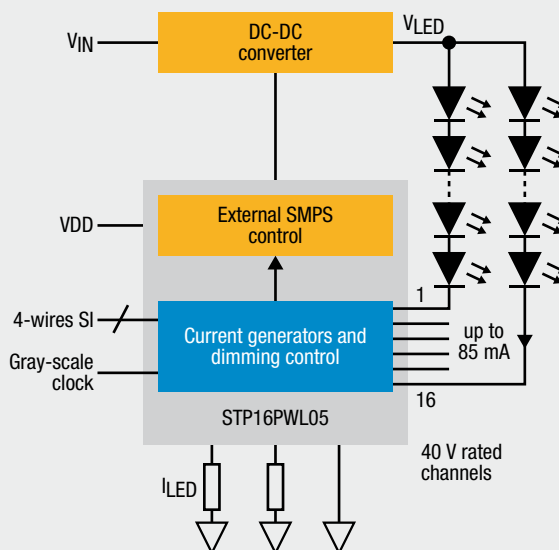 DC-DC
converter
VIN
VLED
External SMPS
control
VDD
1
4-wires SI
Current generators and
dimming control
up to
85 mA
Gray-scale
clock
16
STP16PWL05
40 V rated
channels
ILED